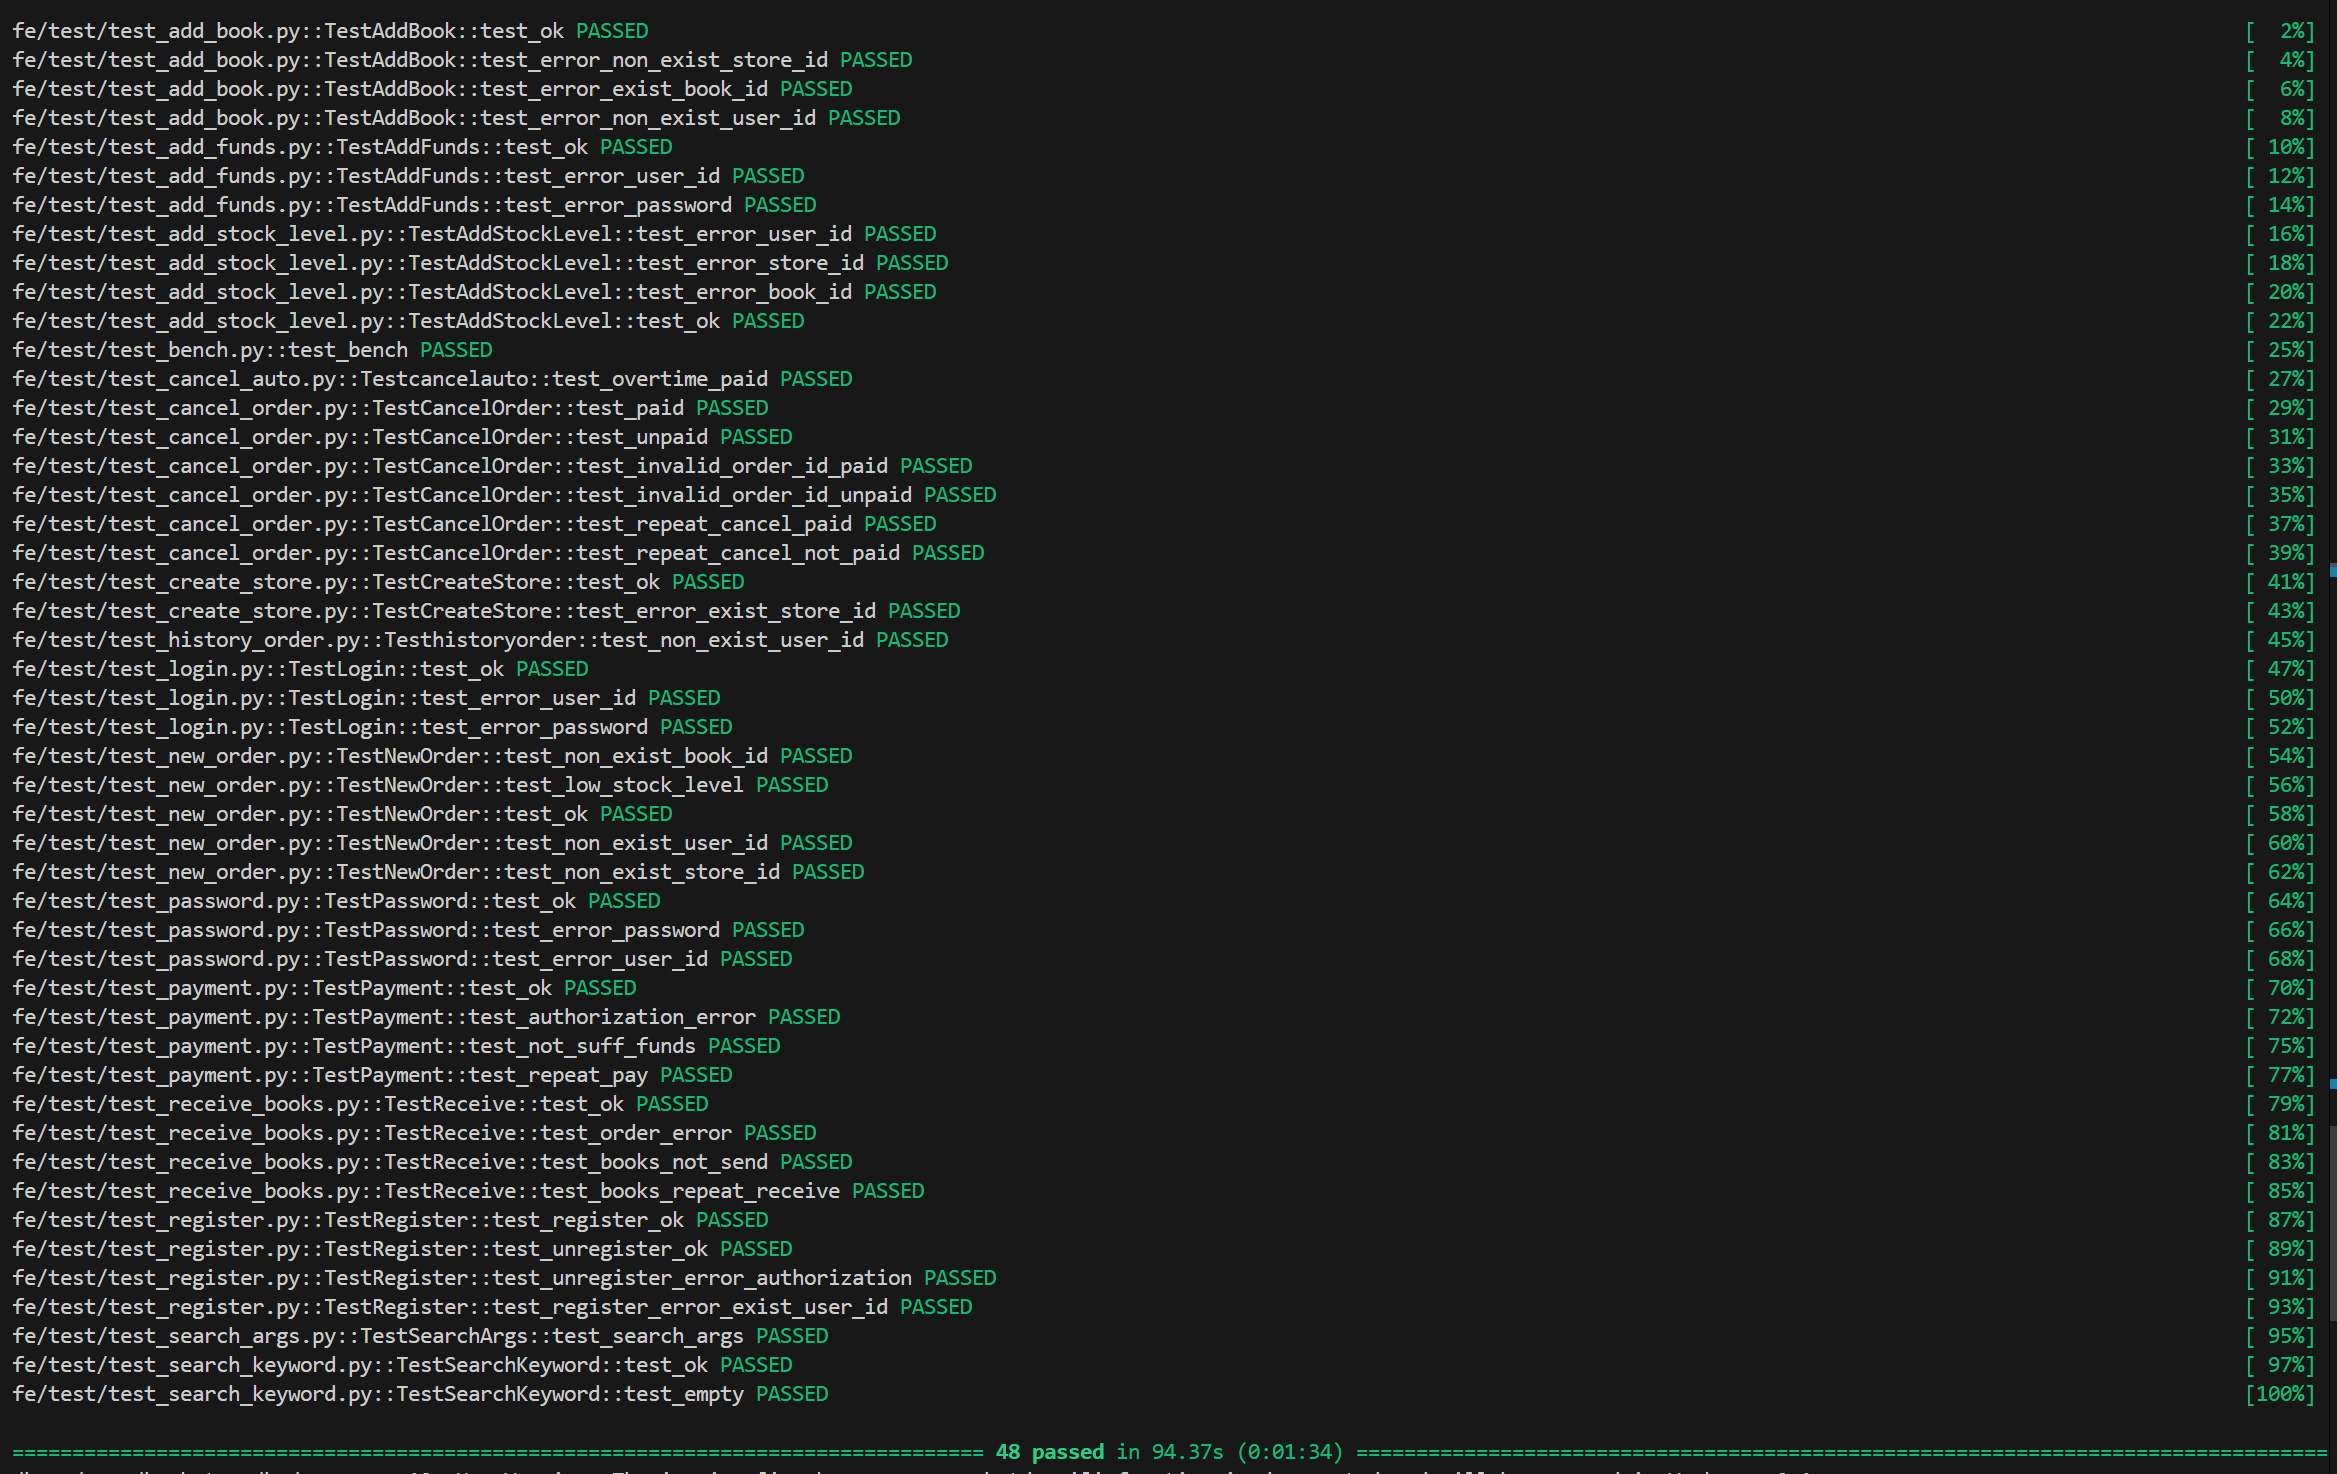 fe/test/test_add_book.py::TestAddBook::test_ok PASSED [  2%]
fe/test/test_add_book.py::TestAddBook::test_error_non_exist_store_id PASSED [  4%]
fe/test/test_add_book.py::TestAddBook::test_error_exist_book_id PASSED [  6%]
fe/test/test_add_book.py::TestAddBook::test_error_non_exist_user_id PASSED [  8%]
fe/test/test_add_funds.py::TestAddFunds::test_ok PASSED [ 10%]
fe/test/test_add_funds.py::TestAddFunds::test_error_user_id PASSED [ 12%]
fe/test/test_add_funds.py::TestAddFunds::test_error_password PASSED [ 14%]
fe/test/test_add_stock_level.py::TestAddStockLevel::test_error_user_id PASSED [ 16%]
fe/test/test_add_stock_level.py::TestAddStockLevel::test_error_store_id PASSED [ 18%]
fe/test/test_add_stock_level.py::TestAddStockLevel::test_error_book_id PASSED [ 20%]
fe/test/test_add_stock_level.py::TestAddStockLevel::test_ok PASSED [ 22%]
fe/test/test_bench.py::test_bench PASSED [ 25%]
fe/test/test_cancel_auto.py::Testcancelauto::test_overtime_paid PASSED [ 27%]
fe/test/test_cancel_order.py::TestCancelOrder::test_paid PASSED [ 29%]
fe/test/test_cancel_order.py::TestCancelOrder::test_unpaid PASSED [ 31%]
fe/test/test_cancel_order.py::TestCancelOrder::test_invalid_order_id_paid PASSED [ 33%]
fe/test/test_cancel_order.py::TestCancelOrder::test_invalid_order_id_unpaid PASSED [ 35%]
fe/test/test_cancel_order.py::TestCancelOrder::test_repeat_cancel_paid PASSED [ 37%]
fe/test/test_cancel_order.py::TestCancelOrder::test_repeat_cancel_not_paid PASSED [ 39%]
fe/test/test_create_store.py::TestCreateStore::test_ok PASSED [ 41%]
fe/test/test_create_store.py::TestCreateStore::test_error_exist_store_id PASSED [ 43%]
fe/test/test_history_order.py::Testhistoryorder::test_non_exist_user_id PASSED [ 45%]
fe/test/test_login.py::TestLogin::test_ok PASSED [ 47%]
fe/test/test_login.py::TestLogin::test_error_user_id PASSED [ 50%]
fe/test/test_login.py::TestLogin::test_error_password PASSED [ 52%]
fe/test/test_new_order.py::TestNewOrder::test_non_exist_book_id PASSED [ 54%]
fe/test/test_new_order.py::TestNewOrder::test_low_stock_level PASSED [ 56%]
fe/test/test_new_order.py::TestNewOrder::test_ok PASSED [ 58%]
fe/test/test_new_order.py::TestNewOrder::test_non_exist_user_id PASSED [ 60%]
fe/test/test_new_order.py::TestNewOrder::test_non_exist_store_id PASSED [ 62%]
fe/test/test_password.py::TestPassword::test_ok PASSED [ 64%]
fe/test/test_password.py::TestPassword::test_error_password PASSED [ 66%]
fe/test/test_password.py::TestPassword::test_error_user_id PASSED [ 68%]
fe/test/test_payment.py::TestPayment::test_ok PASSED [ 70%]
fe/test/test_payment.py::TestPayment::test_authorization_error PASSED [ 72%]
fe/test/test_payment.py::TestPayment::test_not_suff_funds PASSED [ 75%]
fe/test/test_payment.py::TestPayment::test_repeat_pay PASSED [ 77%]
fe/test/test_receive_books.py::TestReceive::test_ok PASSED [ 79%]
fe/test/test_receive_books.py::TestReceive::test_order_error PASSED [ 81%]
fe/test/test_receive_books.py::TestReceive::test_books_not_send PASSED [ 83%]
fe/test/test_receive_books.py::TestReceive::test_books_repeat_receive PASSED [ 85%]
fe/test/test_register.py::TestRegister::test_register_ok PASSED [ 87%]
fe/test/test_register.py::TestRegister::test_unregister_ok PASSED [ 89%]
fe/test/test_register.py::TestRegister::test_unregister_error_authorization PASSED [ 91%]
fe/test/test_register.py::TestRegister::test_register_error_exist_user_id PASSED [ 93%]
fe/test/test_search_args.py::TestSearchArgs::test_search_args PASSED [ 95%]
fe/test/test_search_keyword.py::TestSearchKeyword::test_ok PASSED [ 97%]
fe/test/test_search_keyword.py::TestSearchKeyword::test_empty PASSED [100%]
================================================================================= 48 passed in 94.37s (0:01:34) =================================================================================